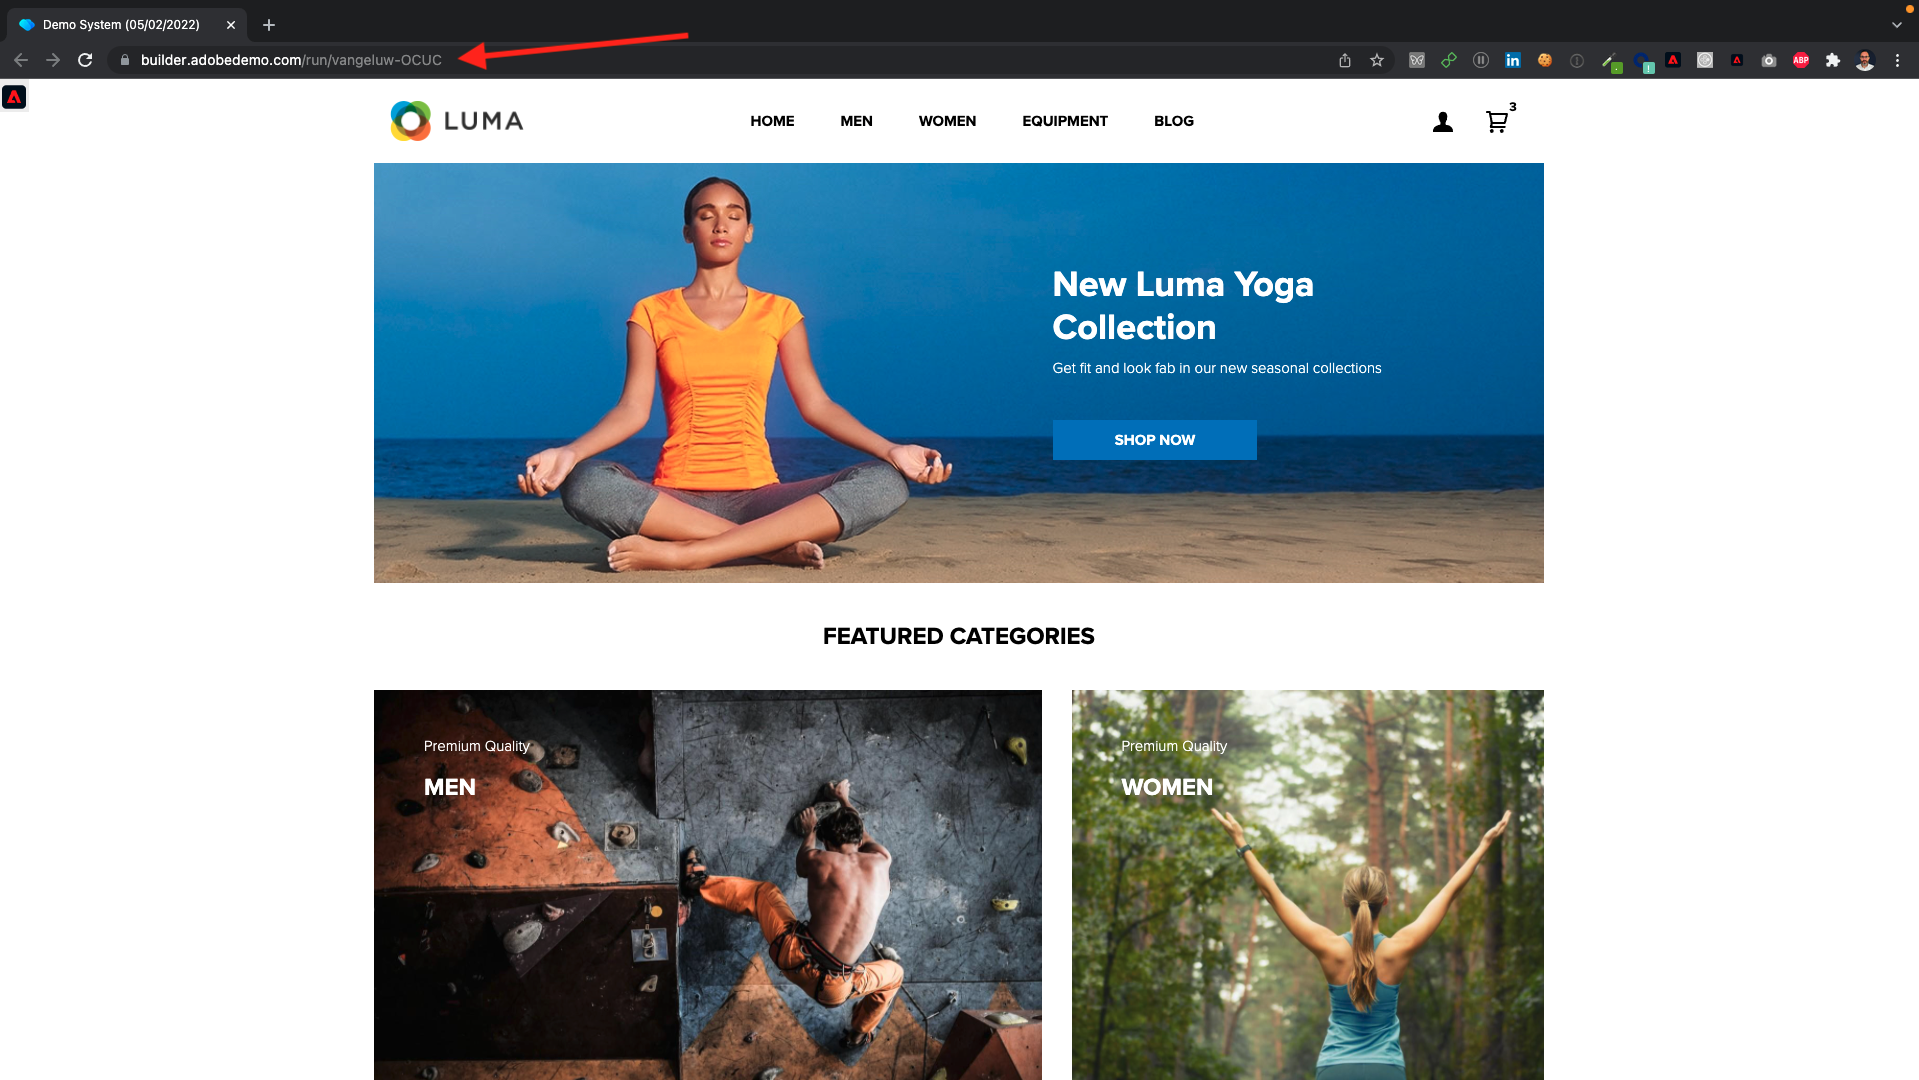 Demo System (05/02/2022)
builder.adobedemo.com/run/vangeluw-OCUC
ABP
LUMA
HOME
MEN
WOMEN
EQUIPMENT
BLOG
3
New Luma Yoga
Collection
Get fit and look fab in our new seasonal collections
SHOP NOW
FEATURED CATEGORIES
Premium Quality
MEN
Premium Quality
WOMEN